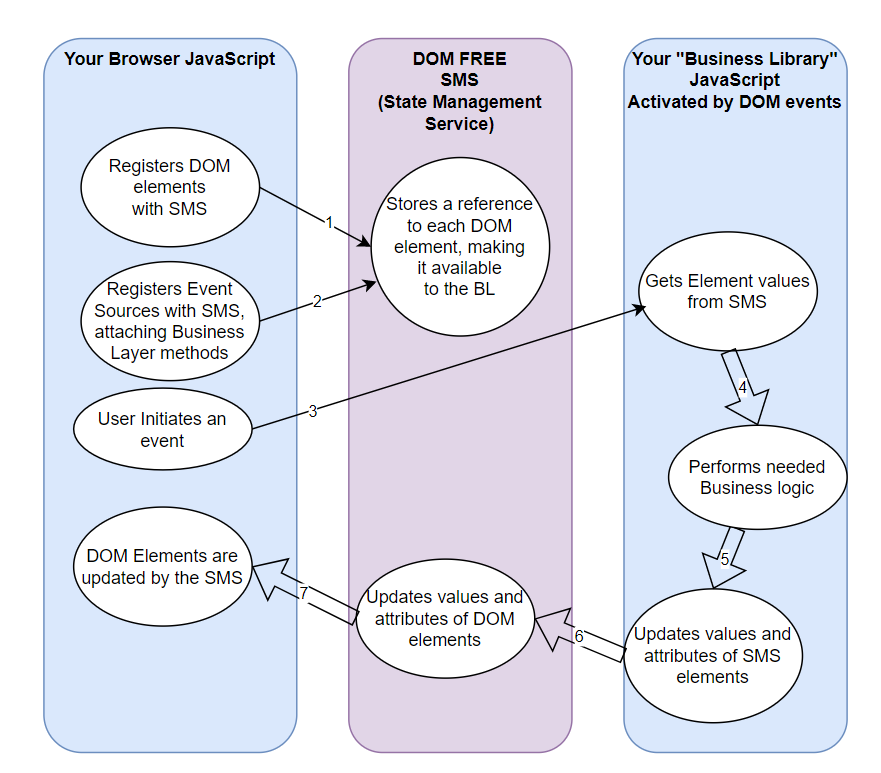 Your Browser JavaScript
DOM FREE
SMS
(State Management
Service)
Your "Business Library"
JavaScript
Activated by DOM events
Registers DOM
elements
with SMS
1
Stores a reference
to each DOM
element, making
it available
to the BL
Registers Event
Sources with SMS,
attaching Business
Layer methods
2
Gets Element values
from SMS
User Initiates an
event
3
4
Performs needed
Business logic
5
DOM Elements are
updated by the SMS
7
Updates values and
attributes of DOM
elements
6
Updates values and
attributes of SMS
elements